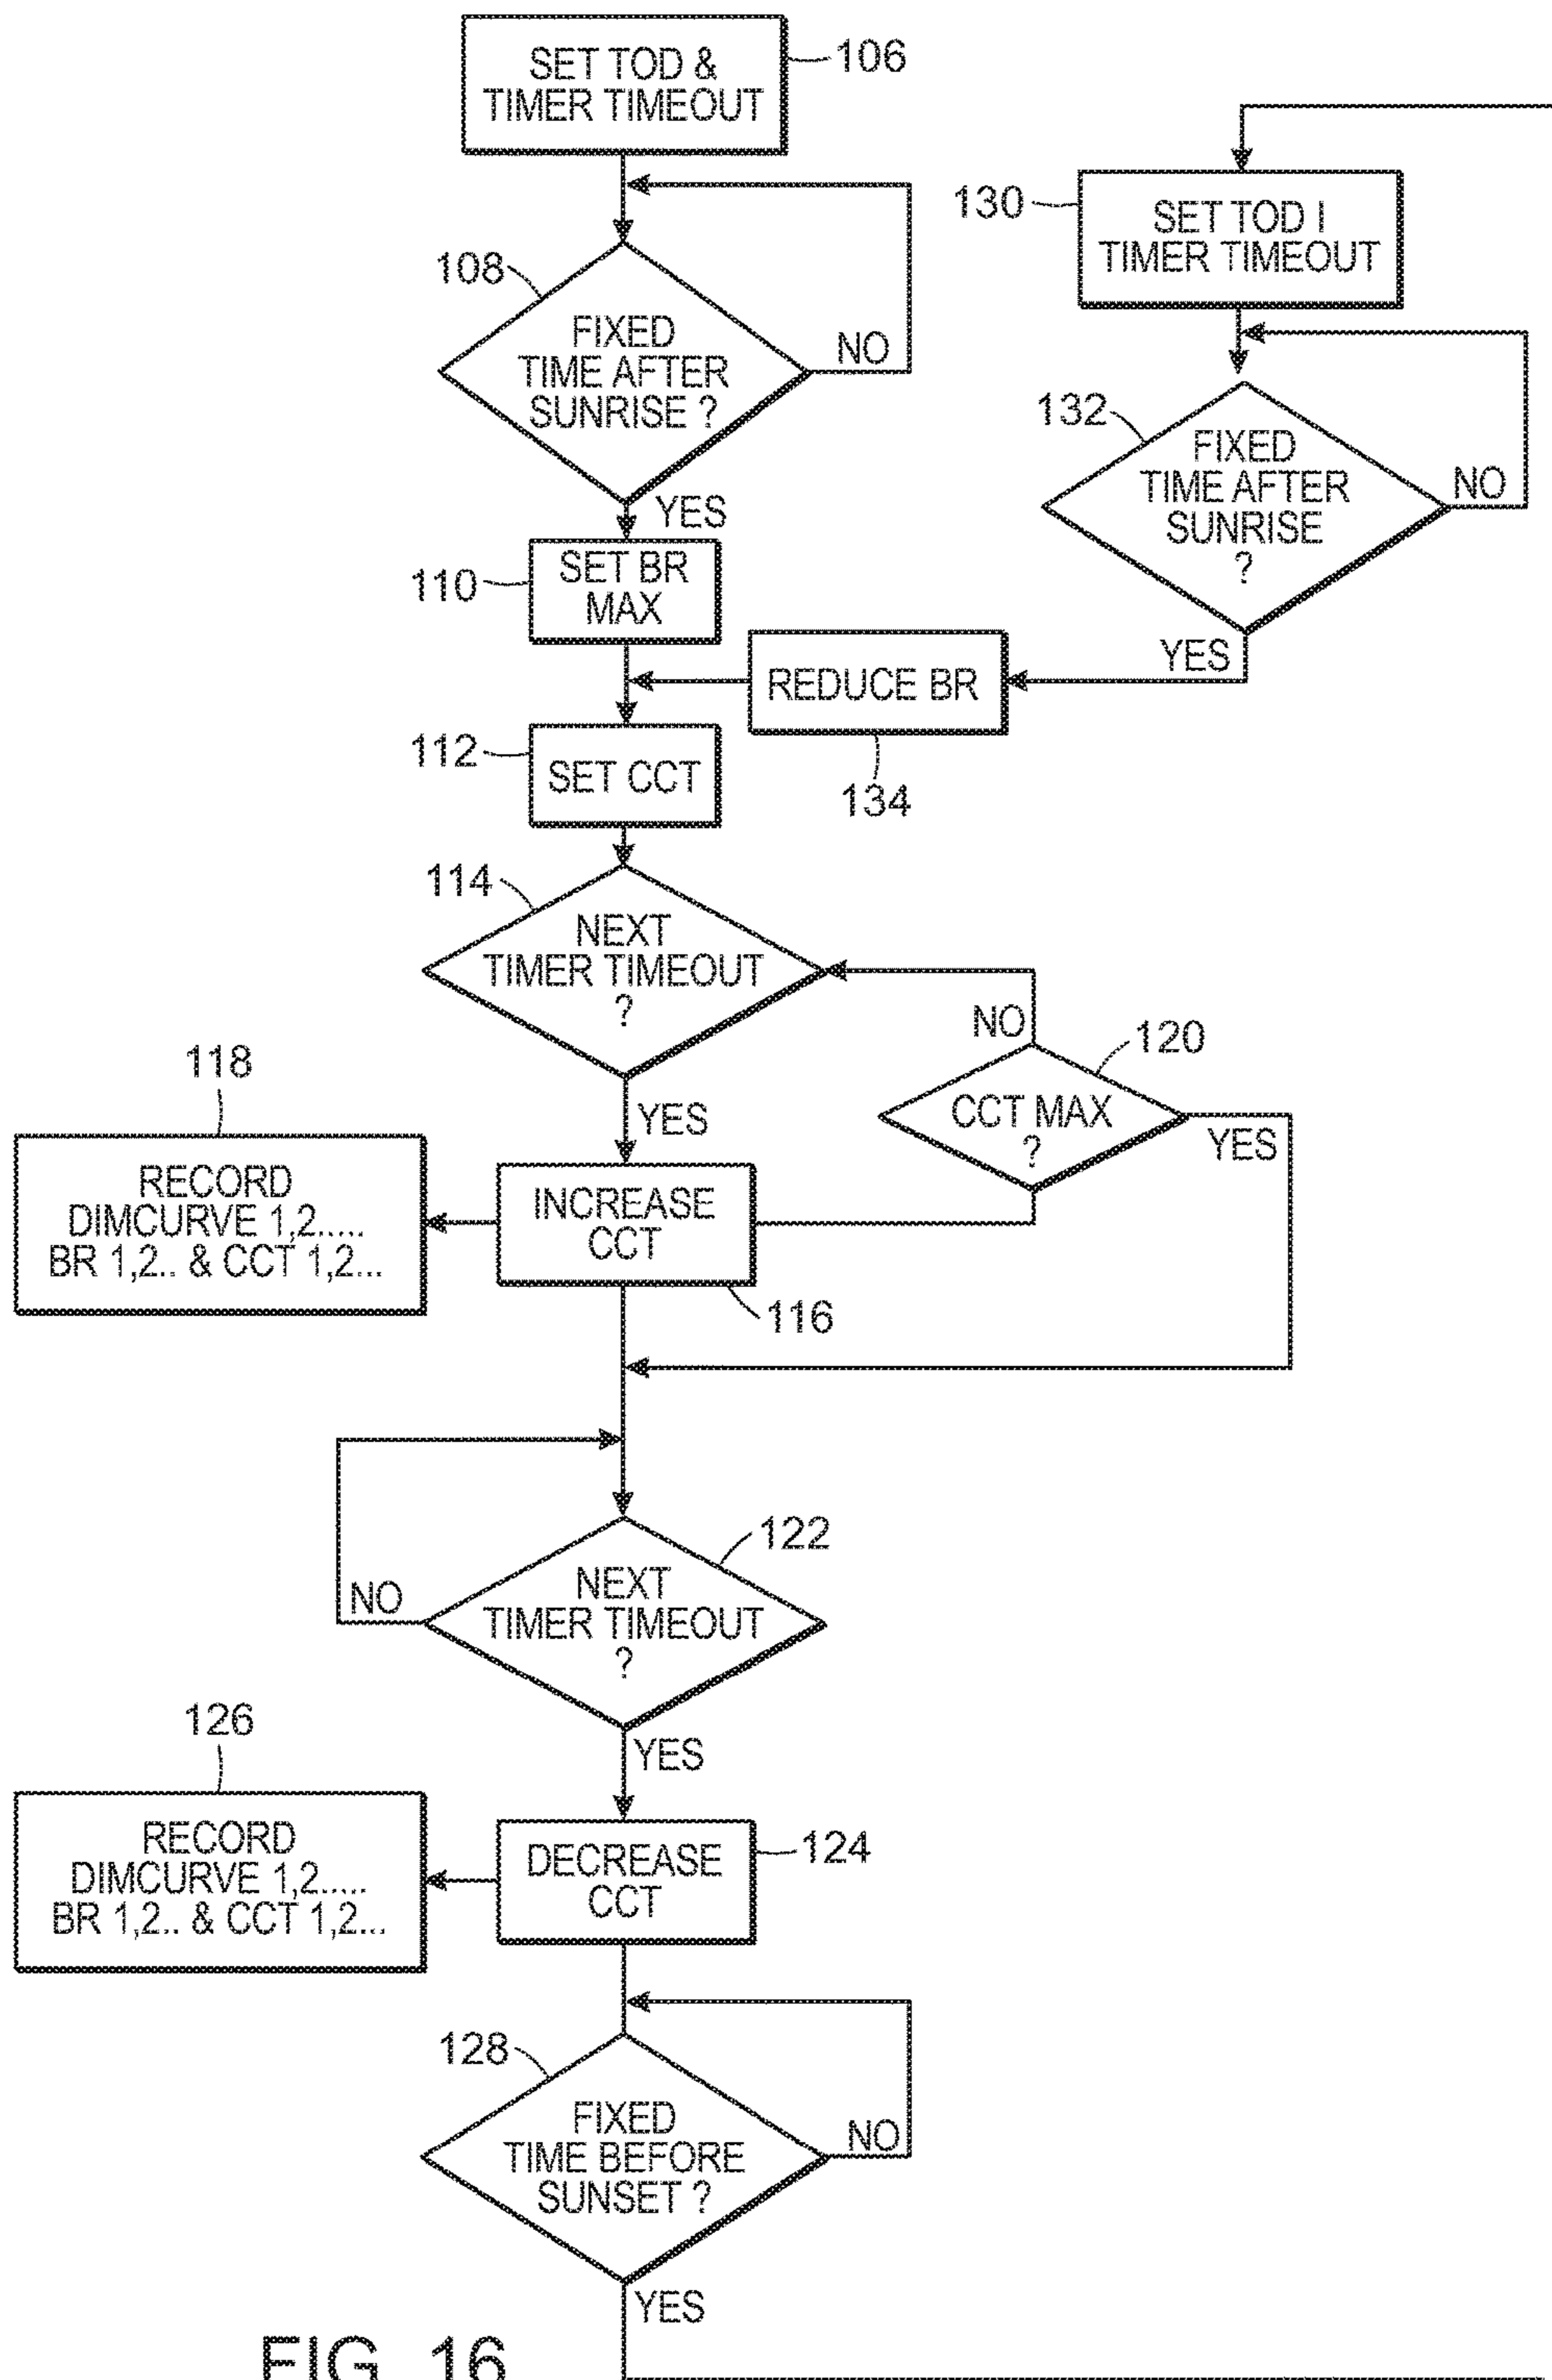 SET TOD &
TIMER TIMEOUT
106
108
FIXED
TIME AFTER
SUNRISE ?
NO
YES
110
SET BR
MAX
130
SET TOD I
TIMER TIMEOUT
132
FIXED
TIME AFTER
SUNRISE
?
NO
YES
REDUCE BR
134
112
SET CCT
114
NEXT
TIMER TIMEOUT
?
YES
NO
120
CCT MAX
?
YES
118
RECORD
DIMCURVE 1,2.....
BR 1,2.. & CCT 1,2...
INCREASE
CCT
116
122
NEXT
TIMER TIMEOUT
?
NO
YES
126
RECORD
DIMCURVE 1,2.....
BR 1,2.. & CCT 1,2...
DECREASE
CCT
124
128
FIXED
TIME BEFORE
SUNSET ?
NO
YES
FIG. 16